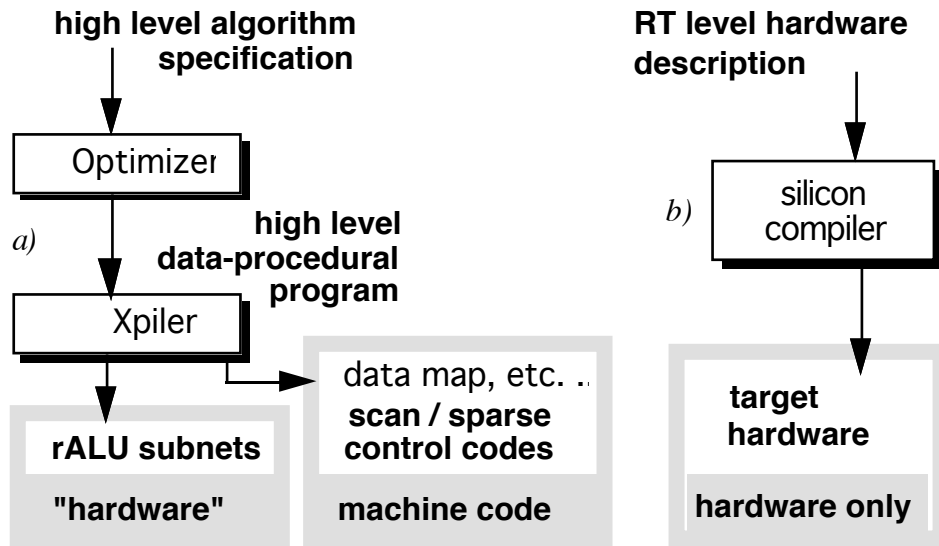 high level algorithm
specification
Optimizer
a)
high level
data-procedural
program
Xpiler
data map, etc. ..
scan / sparse
control codes
rALU subnets
"hardware"
machine code
RT level hardware
description
b)
silicon
compiler
target
hardware
hardware only